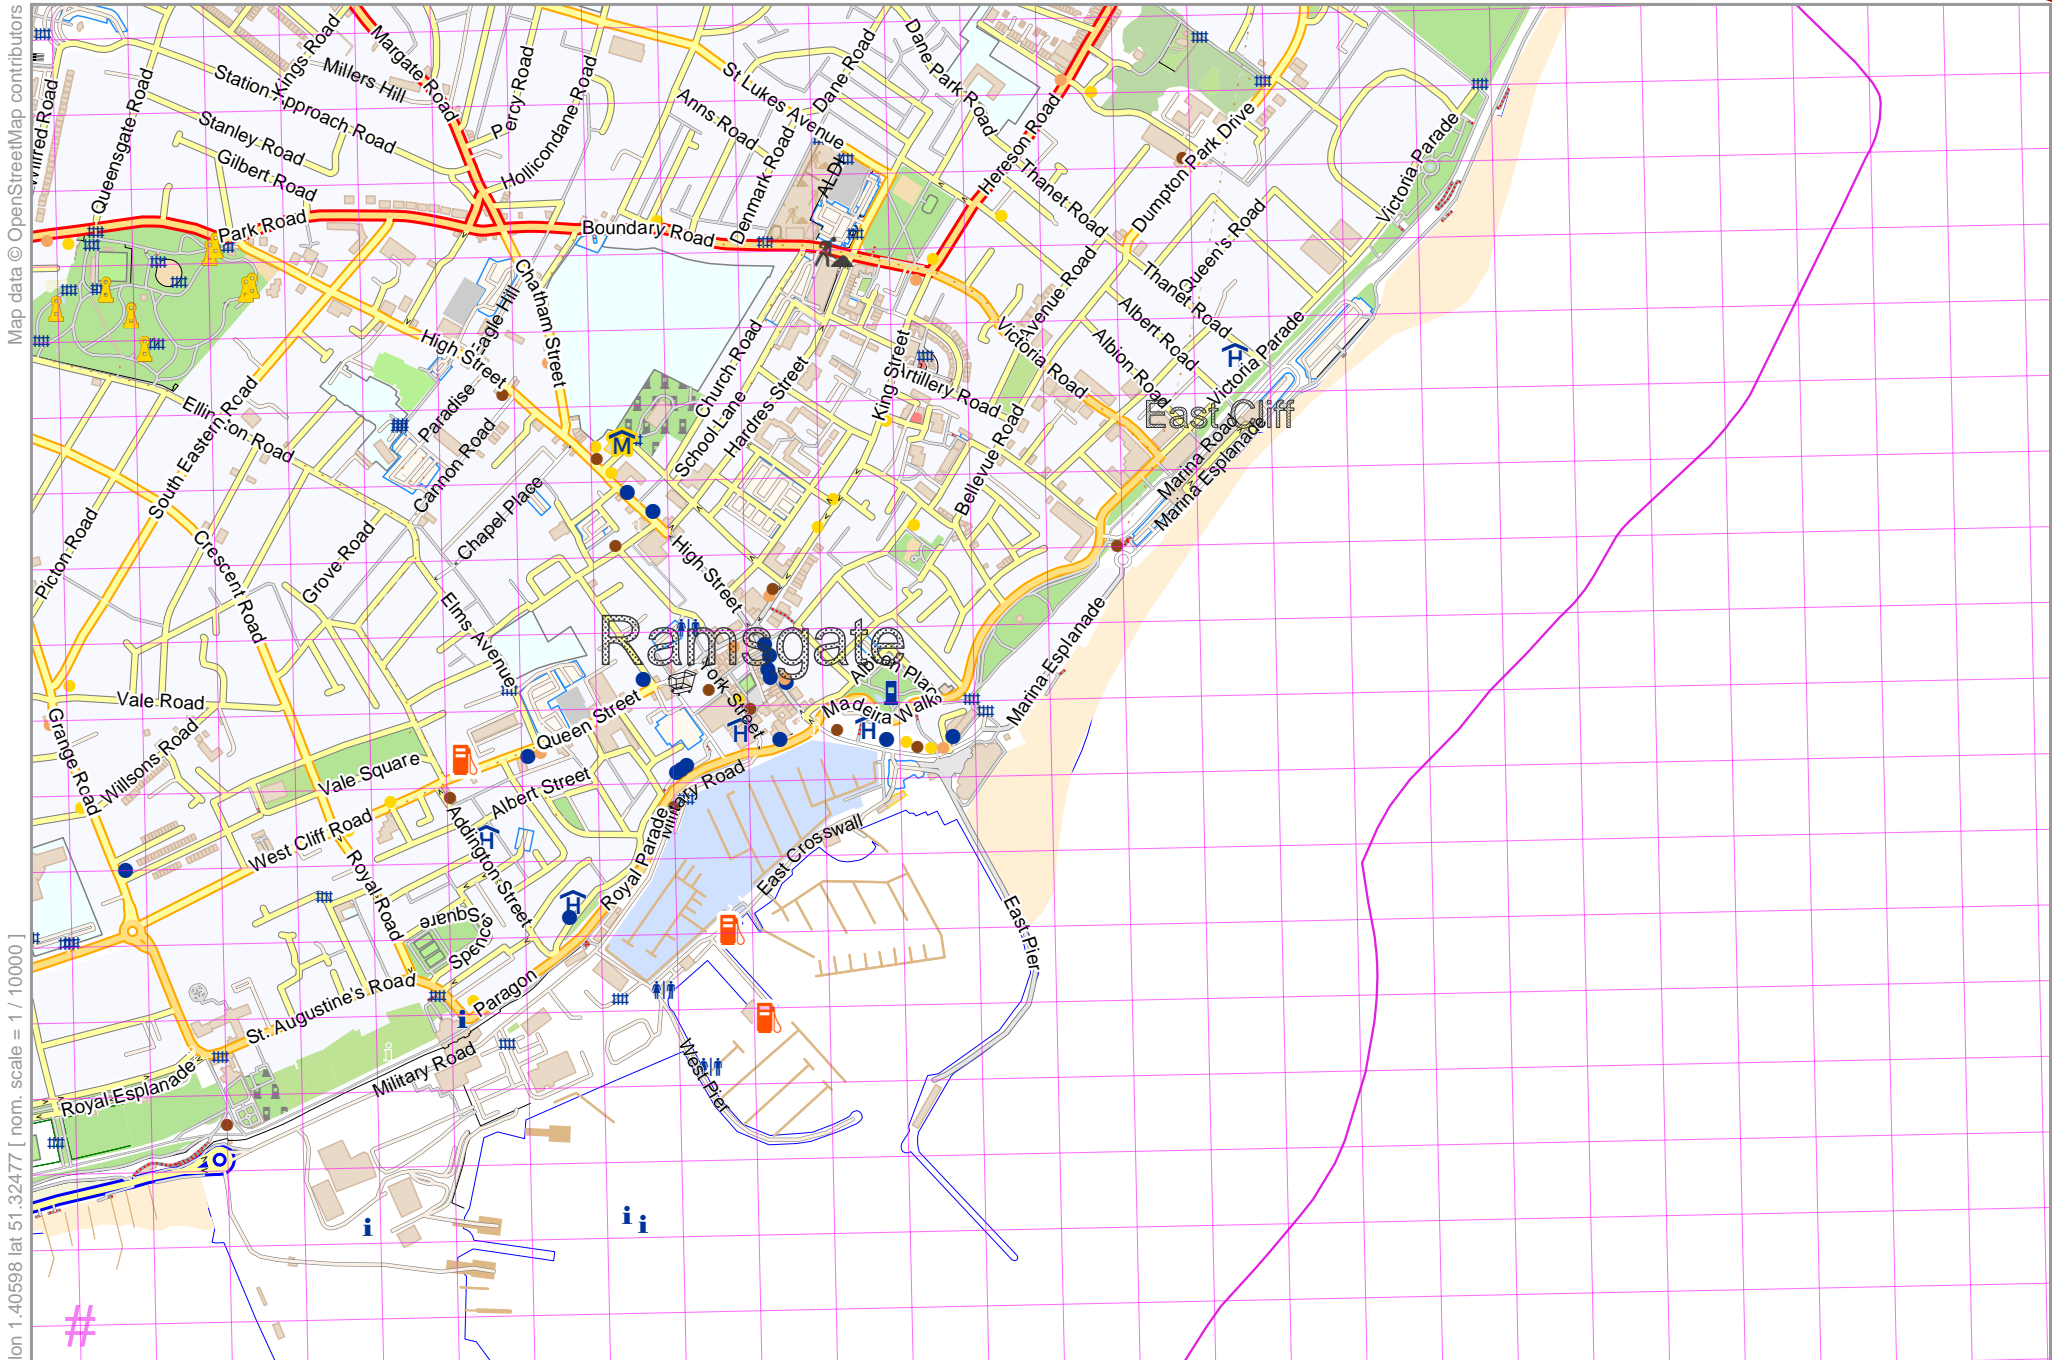 Map data © OpenStreetMap contributors
lon 1.40598 lat 51.32477 [ nom. scale = 1 / 10000 ]
Wilfred Road
Queensgate Road
Kings Road
Station Approach Road
Millers Hill
Margate Road
Percy Road
Hollicondane Road
Stanley Road
Gilbert Road
Park Road
St Lukes Avenue
Anns Road
Dane Road
Denmark Road
Dane Park Road
ALDI
Boundary Road
Hereson Road
Thanet Road
Dumpton Park Drive
Victoria Parade
Queen's Road
Thanet Road
Avenue Road
Albert Road
Albion Road
Victoria Road
Victoria Parade
East Cliff
Marina Road
Marina Esplanade
Chatham Street
Eagle Hill
High Street
Paradise
Cannon Road
Church Road
School Lane
Hardres Street
King Street
Artillery Road
Bellevue Road
Ellington Road
South Eastern Road
Picton Road
Crescent Road
Grove Road
Chapel Place
Elms Avenue
High Street
M
Ramsgate
Albion Place
Madeira Walk
York Street
Marina Esplanade
Vale Road
Grange Road
Willsons Road
Vale Square
Queen Street
Albert Street
West Cliff Road
Addington Street
Royal Road
Military Road
Royal Parade
East Crosswall
Spencer Square
East Pier
Paragon
St. Augustine's Road
Military Road
West Pier
Royal Esplanade
H
H
H
H
H
i
i
i
i
#